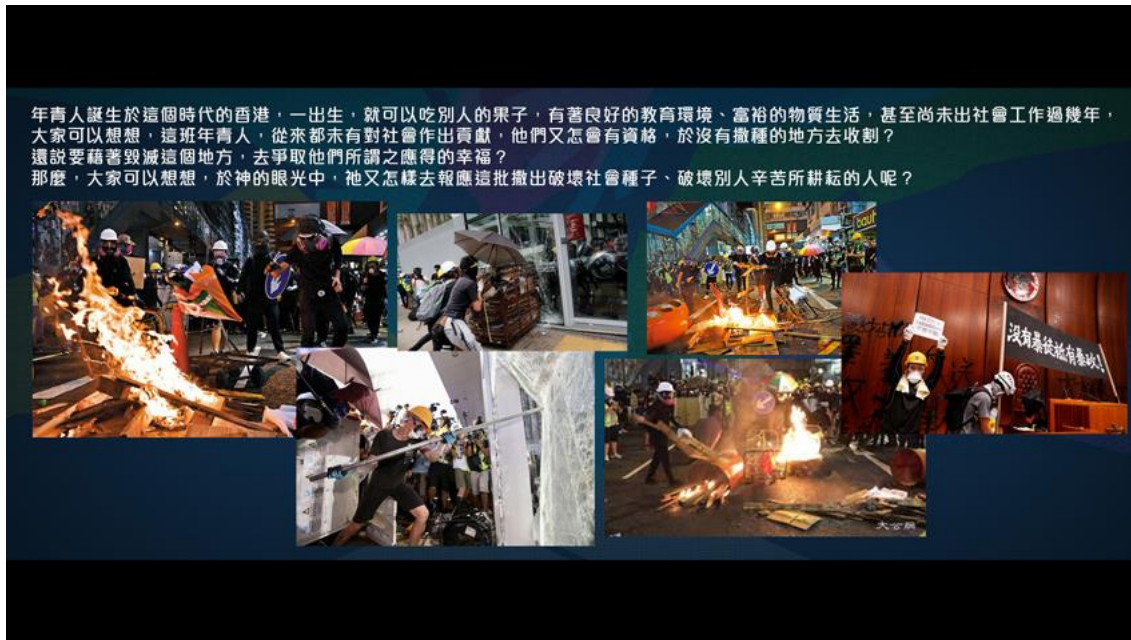 年青人誕生於這個時代的香港，一出生，就可以吃別人的果子，有著良好的教育環境、富裕的物質生活，甚至尚未出社會工作過幾年，
大家可以想想，這班年青人，從來都未有對社會作出貢獻，他們又怎會有資格，於沒有撒種的地方去收割？
還說要藉著毀滅這個地方，去爭取他們所謂之應得的幸福？
那麼，大家可以想想，於神的眼光中，祂又怎樣去報應這批撒出破壞社會種子、破壞別人辛苦所耕耘的人呢？
bauh
没有暴徒祗有暴政！
大公網